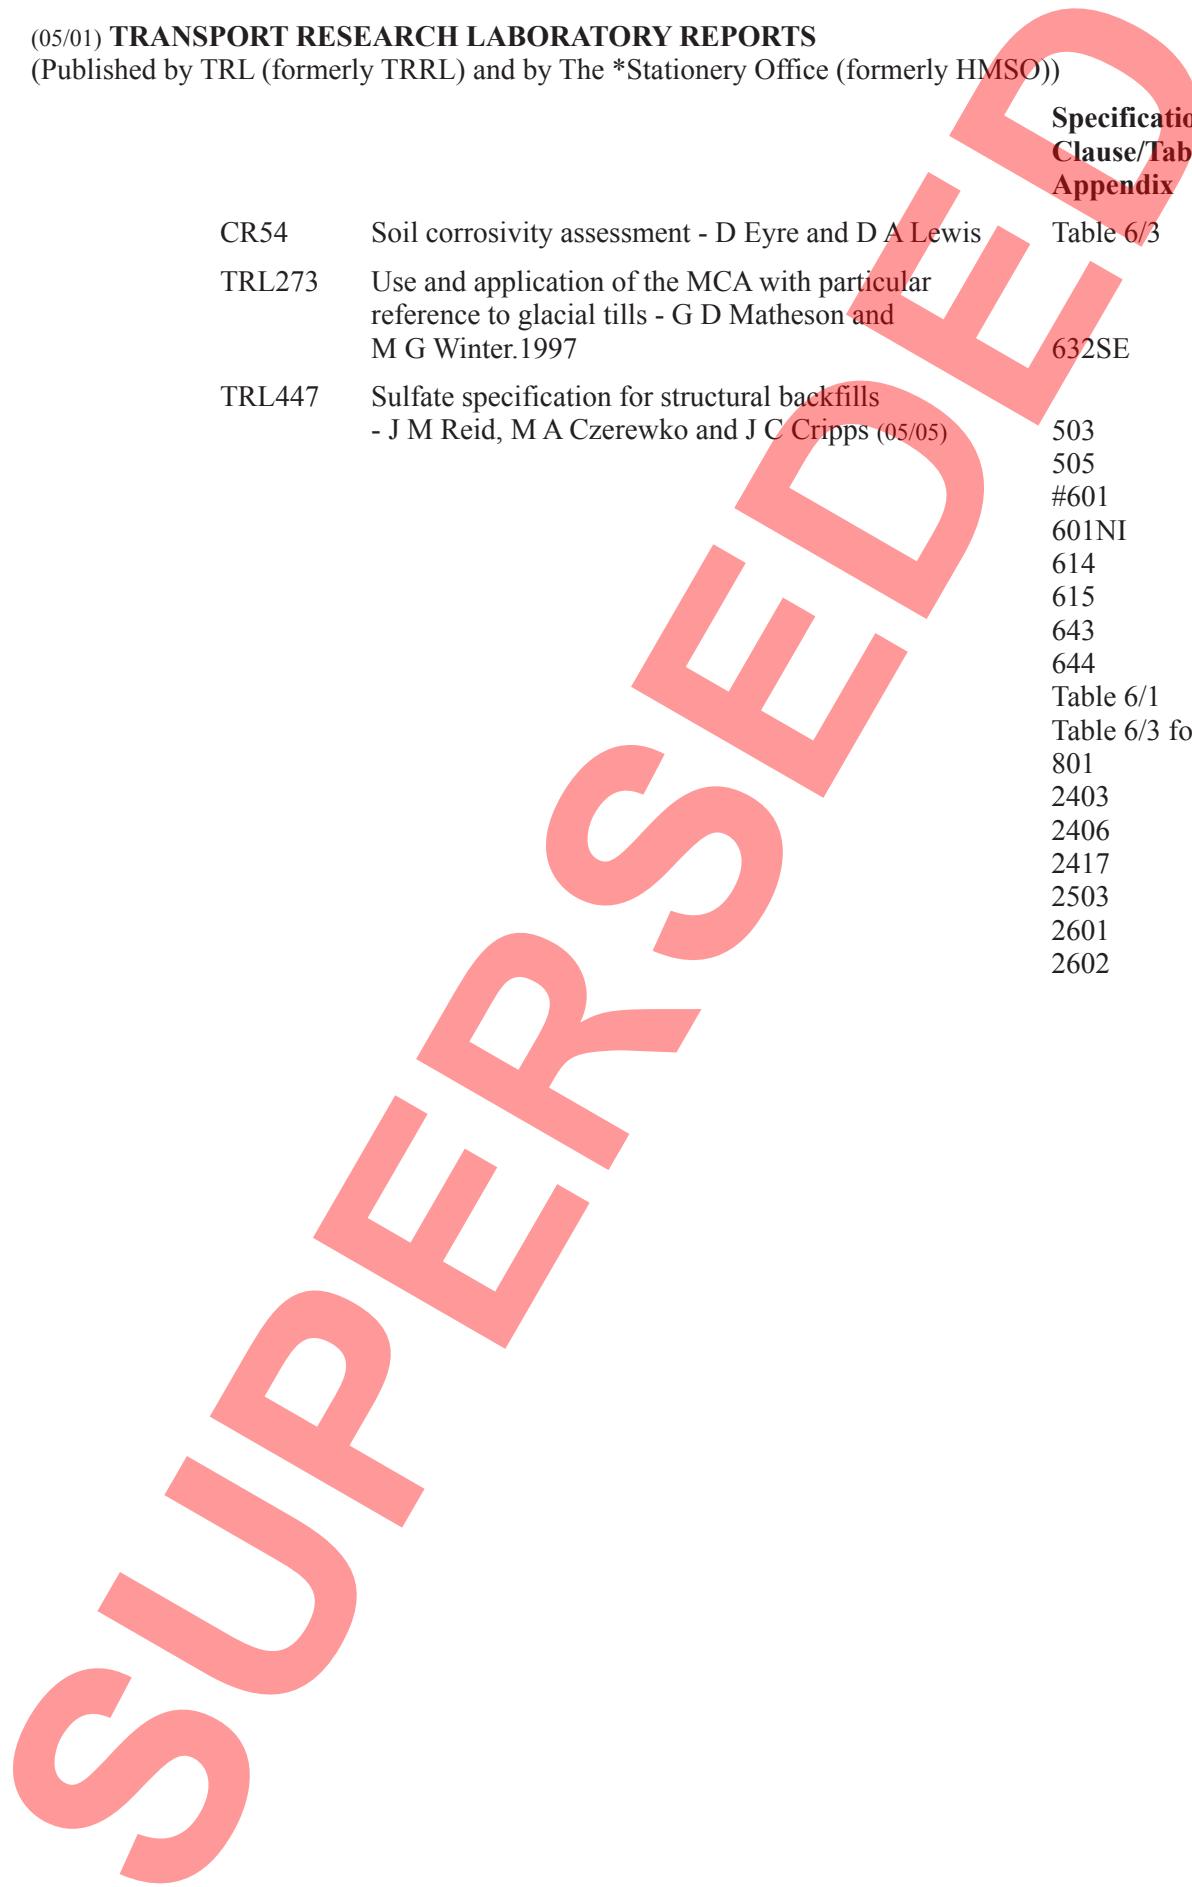 (05/01) TRANSPORT RESEARCH LABORATORY REPORTS
(Published by TRL (formerly TRRL) and by The *Stationery Office (formerly HMSO))
Specificatio
Clause/Tab
Appendix
CR54 Soil corrosivity assessment - D Eyre and D A Lewis Table 6/3
TRL273 Use and application of the MCA with particular
reference to glacial tills - G D Matheson and
M G Winter.1997 632SE
TRL447 Sulfate specification for structural backfills
- J M Reid, M A Czerewko and J C Cripps (05/05) 503
505
#601
601NI
614
615
643
644
Table 6/1
Table 6/3 fo
801
2403
2406
2417
2503
2601
2602
SUPERSEDED